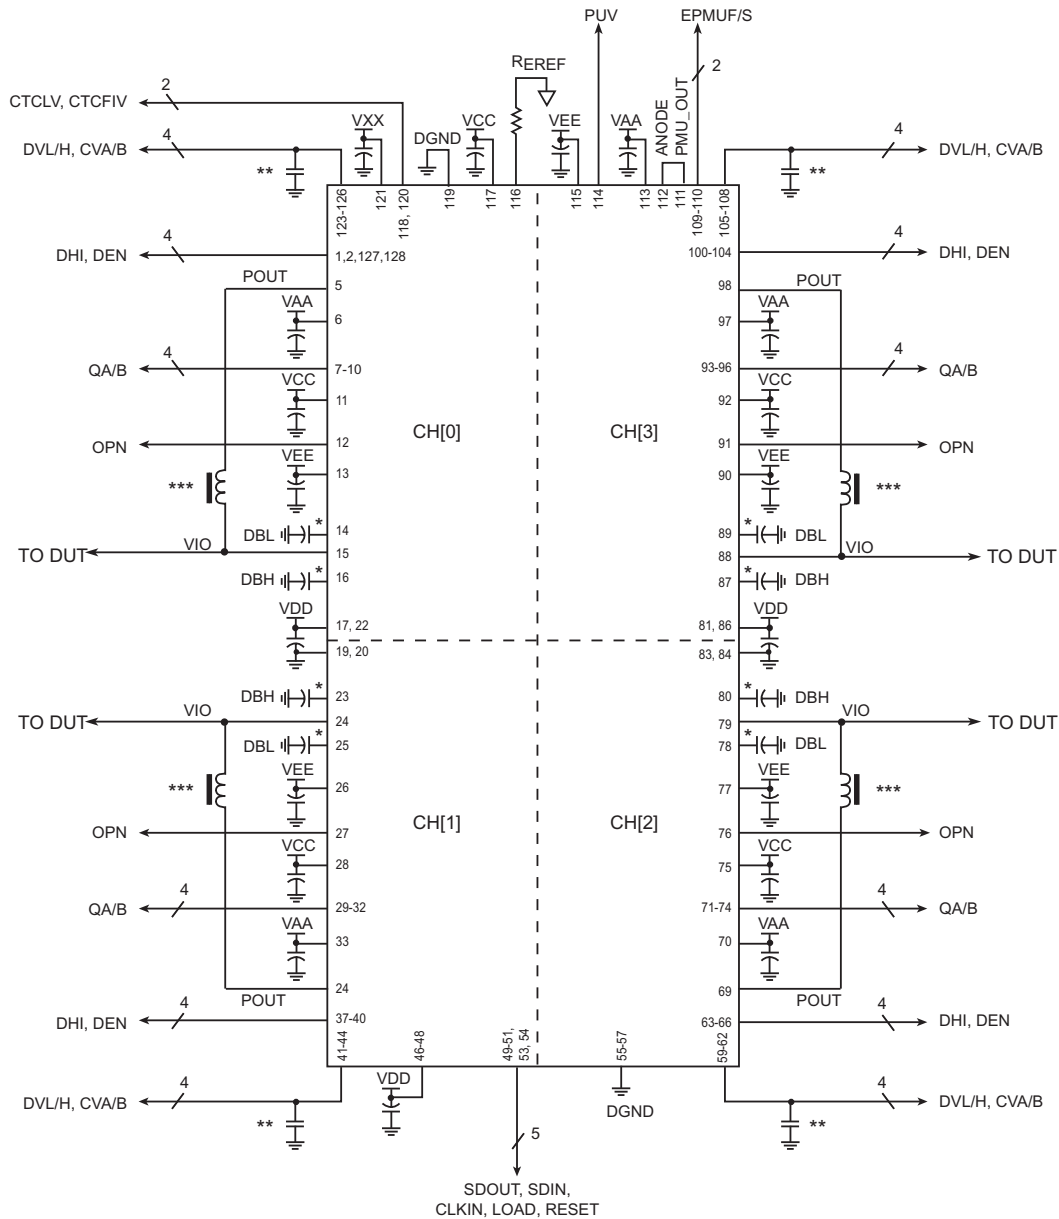 PUV
EPMUF/S
2
REREF
CTCLV, CTCFIV
2
DVL/H, CVA/B
4
**
VXX
DGND
VCC
VEE
VAA
ANODE
PMU_OUT
4
DVL/H, CVA/B
**
123-126
121
118, 120
119
117
116
115
114
113
112
111
109-110
105-108
DHI, DEN
4
1,2,127,128
100-104
4
DHI, DEN
POUT
5
98
POUT
VAA
6
97
VAA
QA/B
4
7-10
93-96
4
QA/B
VCC
11
92
VCC
OPN
12
CH[0]
CH[3]
91
OPN
VEE
13
90
VEE
***
***
DBL
*
14
89
*
DBL
TO DUT
VIO
15
88
VIO
TO DUT
DBH
*
16
87
*
DBH
VDD
17, 22
81, 86
VDD
19, 20
83, 84
DBH
*
23
80
*
DBH
TO DUT
VIO
24
79
VIO
TO DUT
DBL
*
25
78
*
DBL
VEE
26
77
VEE
***
***
OPN
27
CH[1]
CH[2]
76
OPN
VCC
28
75
VCC
QA/B
4
29-32
71-74
4
QA/B
VAA
33
70
VAA
24
69
POUT
POUT
DHI, DEN
4
37-40
63-66
4
DHI, DEN
41-44
46-48
49-51,
53, 54
55-57
59-62
DVL/H, CVA/B
4
**
VDD
DGND
4
DVL/H, CVA/B
**
5
SDOUT, SDIN,
CLKIN, LOAD, RESET